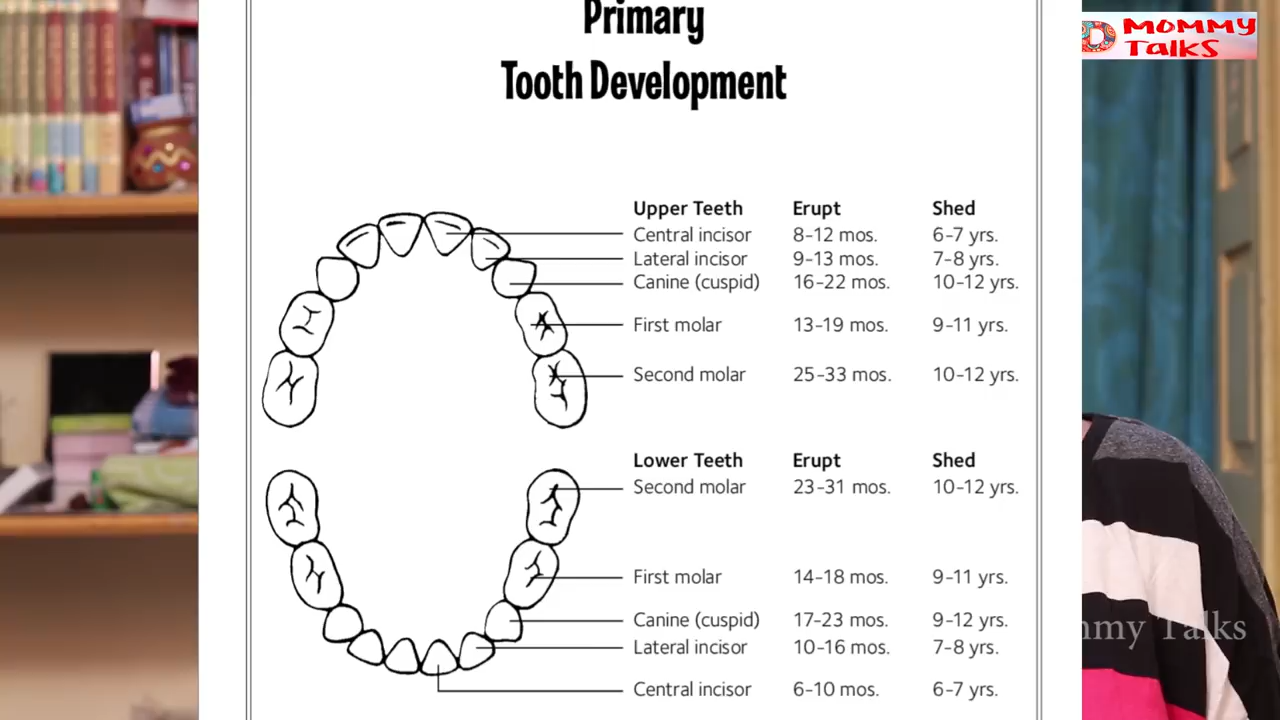 Primary
Tooth Development
MOMMY
TALKS
Upper Teeth Erupt Shed
Central incisor 8-12 mos. 6-7 yrs.
Lateral incisor 9-13 mos. 7-8 yrs.
Canine (cuspid) 16-22 mos. 10-12 yrs.
First molar 13-19 mos. 9-11 yrs.
Second molar 25-33 mos. 10-12 yrs.
Lower Teeth Erupt Shed
Second molar 23-31 mos. 10-12 yrs.
First molar 14-18 mos. 9-11 yrs.
Canine (cuspid) 17-23 mos. 9-12 yrs.
mmy Talks
Lateral incisor 10-16 mos. 7-8 yrs.
Central incisor 6-10 mos. 6-7 yrs.